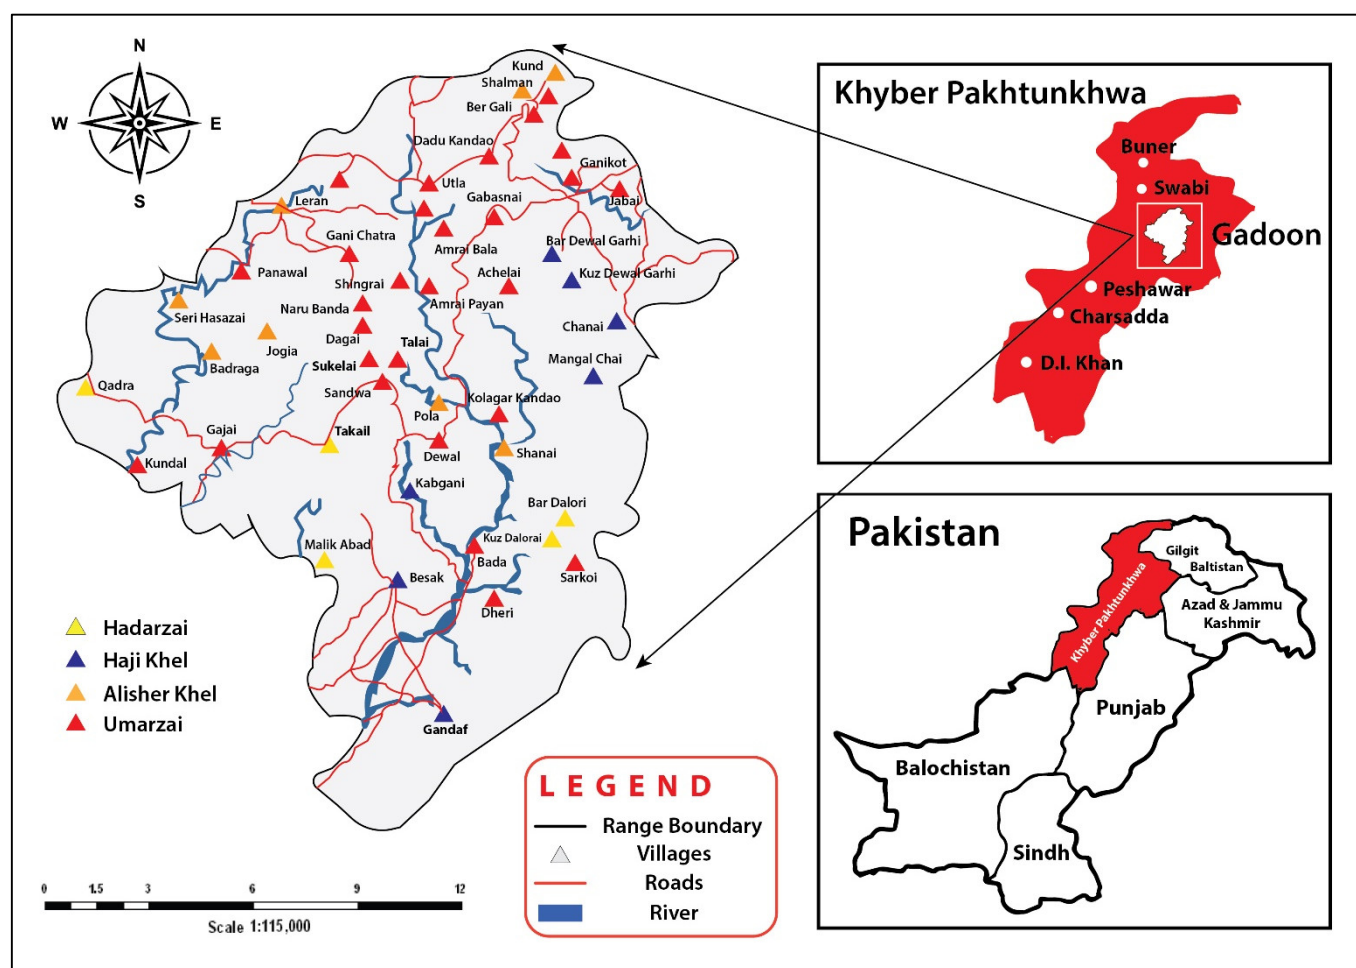 N
W
E
S
Kund
Shalman
Ber Gali
Dadu Kandao
Ganikot
Utla
Jabai
Leran
Gabasnai
Gani Chatra
Amrai Bala
Bar Dewal Garhi
Panawal
Achelai
Kuz Dewal Garhi
Shingrai
Naru Banda
Amrai Payan
Seri Hasazai
Chanai
Dagai
Talai
Jogia
Badraga
Sukelai
Mangal Chai
Qadra
Sandwa
Kolagar Kandao
Pola
Gajai
Takail
Dewal
Shanai
Kundal
Kabgani
Bar Dalori
Malik Abad
Kuz Dalorai
Bada
Besak
Sarkoi
Dheri
Gandaf
Hadarzai
Haji Khel
Alisher Khel
Umarzai
LEGEND
Range Boundary
Villages
Roads
River
0 1.5 3 6 9 12
Scale 1:115,000
Khyber Pakhtunkhwa
Buner
Swabi
Gadoon
Peshawar
Charsadda
D.I. Khan
Pakistan
Gilgit
Baltistan
Khyber Pakhtunkhwa
Azad & Jammu
Kashmir
Punjab
Balochistan
Sindh